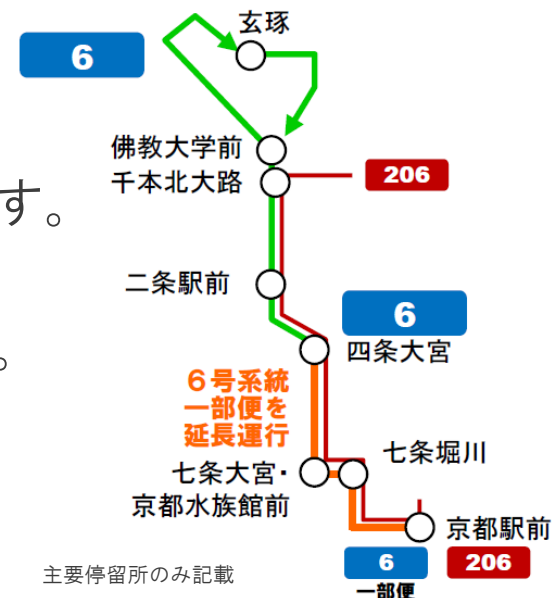 玄琢
6
佛教大学前
千本北大路
206
す。
二条駅前
6
四条大宮
。
6号系統
一部便を
延長運行
七条堀川
七条大宮・
京都水族館前
京都駅前
6
206
一部便
主要停留所のみ記載